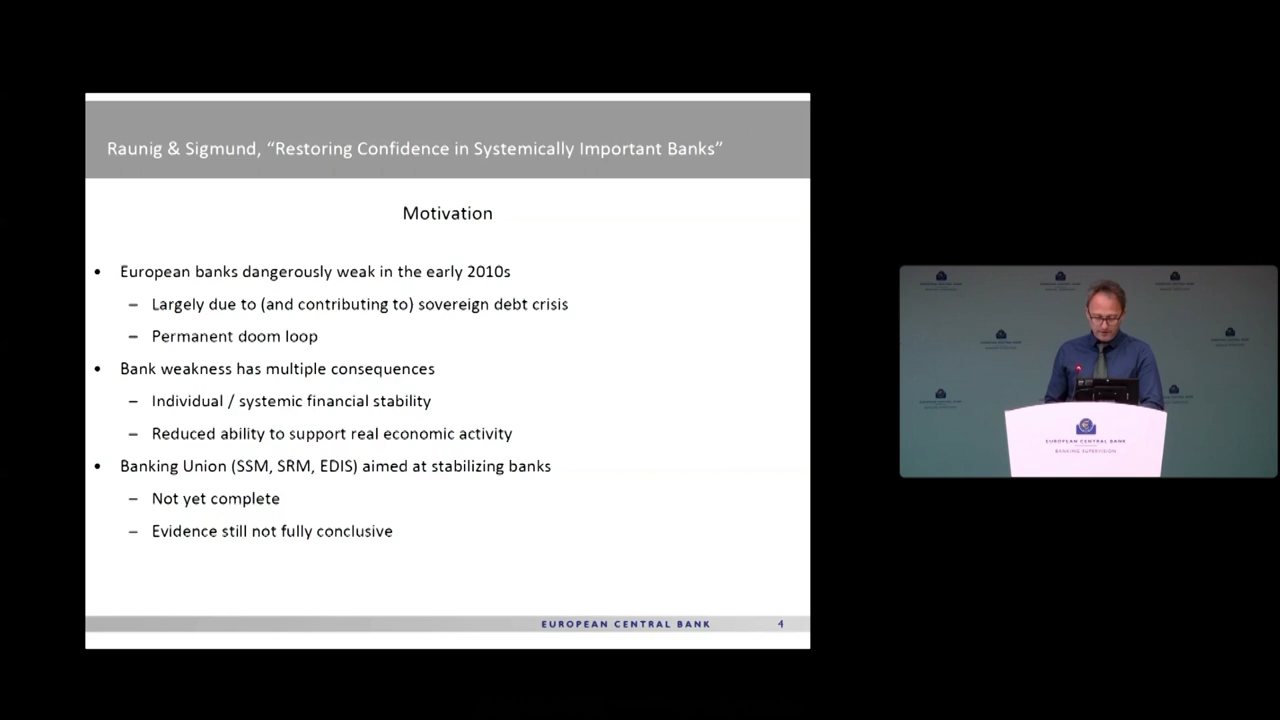 Raunig & Sigmund, “Restoring Confidence in Systemically Important Banks”
Motivation
• European banks dangerously weak in the early 2010s
– Largely due to (and contributing to) sovereign debt crisis
– Permanent doom loop
• Bank weakness has multiple consequences
– Individual / systemic financial stability
– Reduced ability to support real economic activity
• Banking Union (SSM, SRM, EDIS) aimed at stabilizing banks
– Not yet complete
– Evidence still not fully conclusive
EUROPEAN CENTRAL BANK 4
EUROPEAN CENTRAL BANK
BANKING SUPERVISION